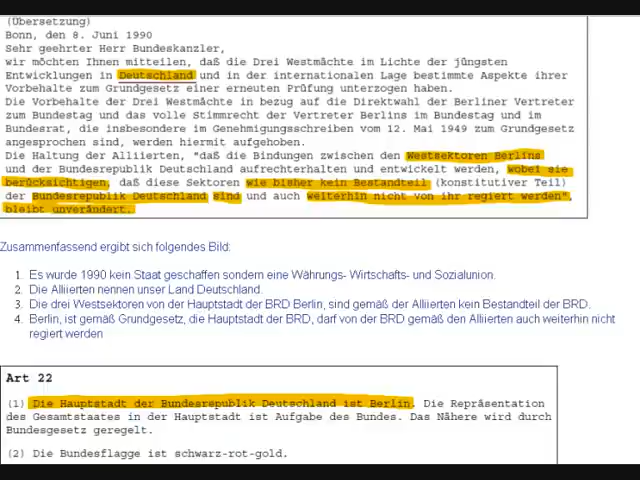 (Übersetzung)
Bonn, den 8. Juni 1990
Sehr geehrter Herr Bundeskanzler,
wir möchten Ihnen mitteilen, daß die Drei Westmächte im Lichte der jüngsten
Entwicklungen in Deutschland und in der internationalen Lage bestimmte Aspekte ihrer
Vorbehalte zum Grundgesetz einer erneuten Prüfung unterzogen haben.
Die Vorbehalte der Drei Westmächte in bezug auf die Direktwahl der Berliner Vertreter
zum Bundestag und das volle Stimmrecht der Vertreter Berlins im Bundestag und im
Bundesrat, die insbesondere im Genehmigungsschreiben vom 12. Mai 1949 zum Grundgesetz
angesprochen sind, werden hiermit aufgehoben.
Die Haltung der Alliierten, "daß die Bindungen zwischen den Westsektoren Berlins
und der Bundesrepublik Deutschland aufrechterhalten und entwickelt werden, wobei sie
berücksichtigen, daß diese Sektoren wie bisher kein Bestandteil (konstitutiver Teil)
der Bundesrepublik Deutschland sind und auch weiterhin nicht von ihr regiert werden",
bleibt unverändert.
Zusammenfassend ergibt sich folgendes Bild:
1. Es wurde 1990 kein Staat geschaffen sondern eine Währungs- Wirtschafts- und Sozialunion.
2. Die Alliierten nennen unser Land Deutschland.
3. Die drei Westsektoren von der Hauptstadt der BRD Berlin, sind gemäß der Alliierten kein Bestandteil der BRD.
4. Berlin, ist gemäß Grundgesetz, die Hauptstadt der BRD, darf von der BRD gemäß den Alliierten auch weiterhin nicht
regiert werden
Art 22
(1) Die Hauptstadt der Bundesrepublik Deutschland ist Berlin. Die Repräsentation
des Gesamtstaates in der Hauptstadt ist Aufgabe des Bundes. Das Nähere wird durch
Bundesgesetz geregelt.
(2) Die Bundesflagge ist schwarz-rot-gold.